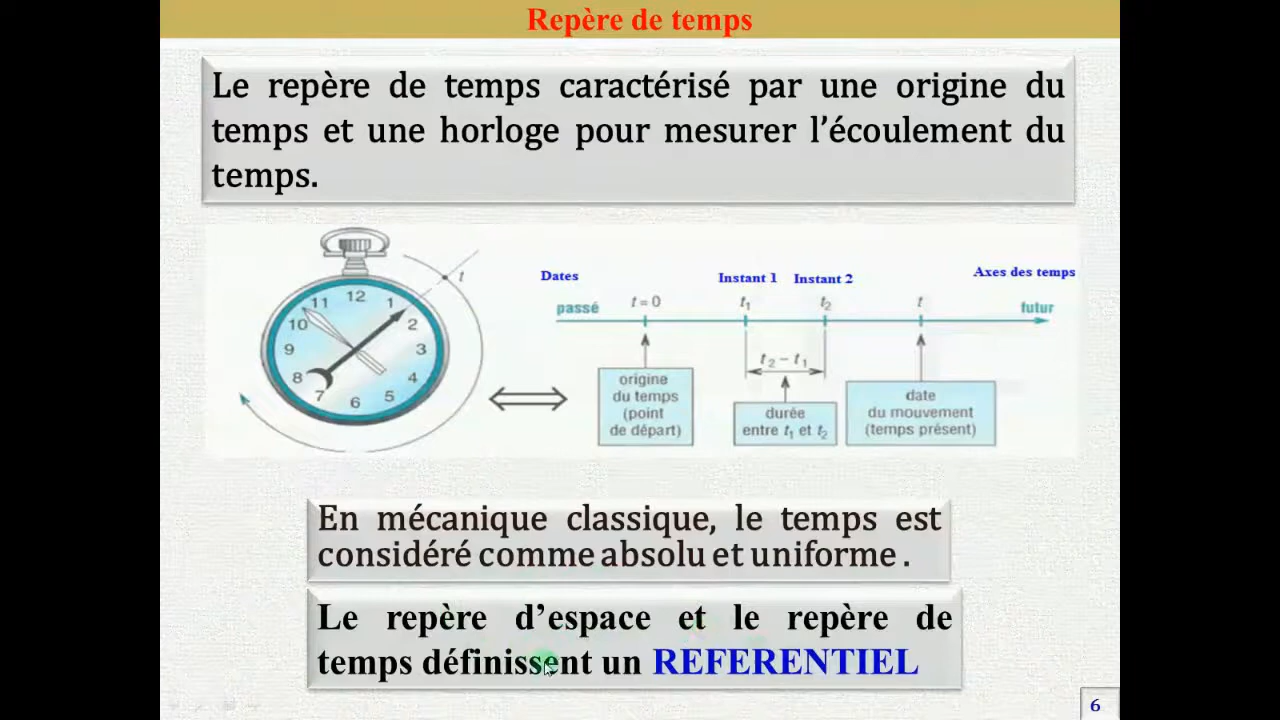 Repère de temps
Le repère de temps caractérisé par une origine du
temps et une horloge pour mesurer l’écoulement du
temps.
12
11
1
10
2
9
3
8
4
7
6
5
t
Dates
Instant 1
Instant 2
Axes des temps
passé
t = 0
t1
t2
t
futur
t2 – t1
origine
du temps
(point
de départ)
durée
entre t1 et t2
date
du mouvement
(temps présent)
En mécanique classique, le temps est
considéré comme absolu et uniforme .
Le repère d’espace et le repère de
temps définissent un REFERENTIEL
6